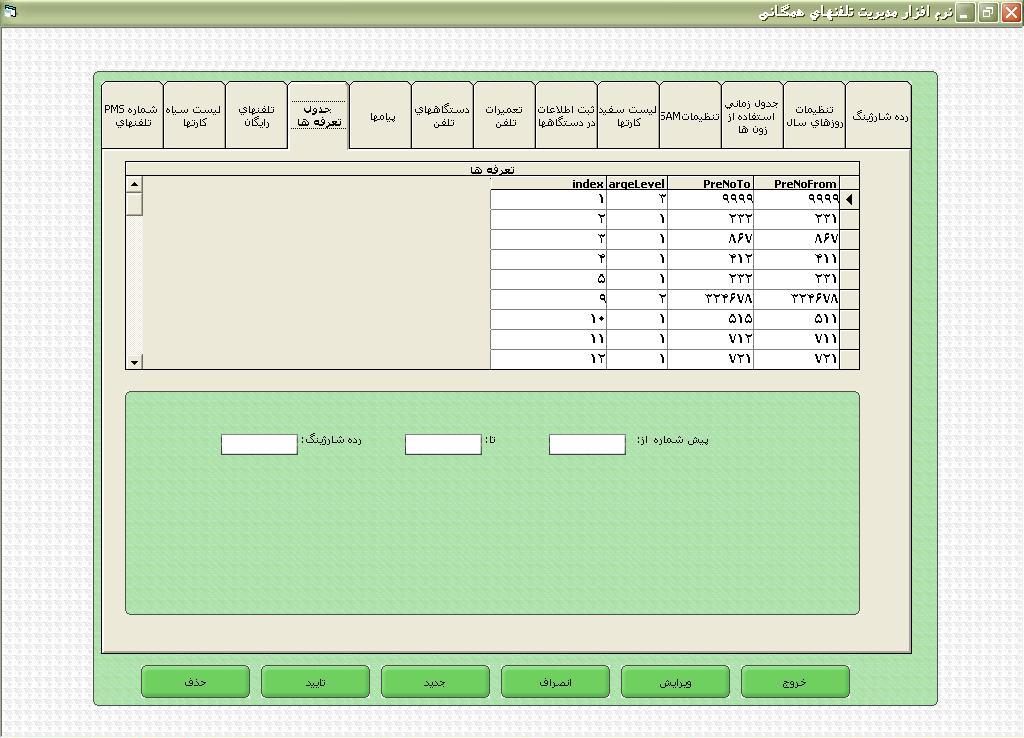 نرم افزار مديريت تلفنهاي همگاني
رده شارژينگ
تنظيمات
روزهاي سال
جدول زماني
استفاده از
زون ها
تنظيماتSAM
ليست سفيد
كارتها
ثبت اطلاعات
در دستگاهها
تعميرات
تلفن
دستگاههاي
تلفن
پيامها
جدول
تعرفه ها
تلفنهاي
رايگان
ليست سياه
كارتها
شماره PMS
تلفنهاي
تعرفه ها
PreNoFrom PreNoTo argeLevel index
۹۹۹۹ ۹۹۹۹ ۳ ۱
۲۳۱ ۲۳۲ ۱ ۲
۸۶۷ ۸۶۷ ۱ ۳
۴۱۱ ۴۱۲ ۱ ۴
۲۳۱ ۲۳۲ ۱ ۵
۲۲۴۶۷۸ ۲۲۴۶۷۸ ۲ ۹
۵۱۱ ۵۱۵ ۱ ۱۰
۷۱۱ ۷۱۲ ۱ ۱۱
۷۲۱ ۷۲۱ ۱ ۱۲
پيش شماره از: تا: رده شارژينگ:
خروج ويرايش انصراف جديد تاييد حذف